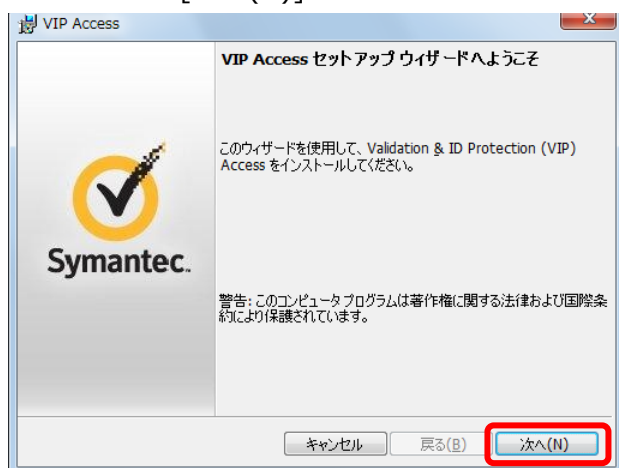 VIP Access
VIP Access セットアップ ウィザードへようこそ
このウィザードを使用して、Validation & ID Protection (VIP)
Access をインストールしてください。
Symantec.
警告: このコンピュータ プログラムは著作権に関する法律および国際条
約により保護されています。
キャンセル 戻る(B) 次へ(N)